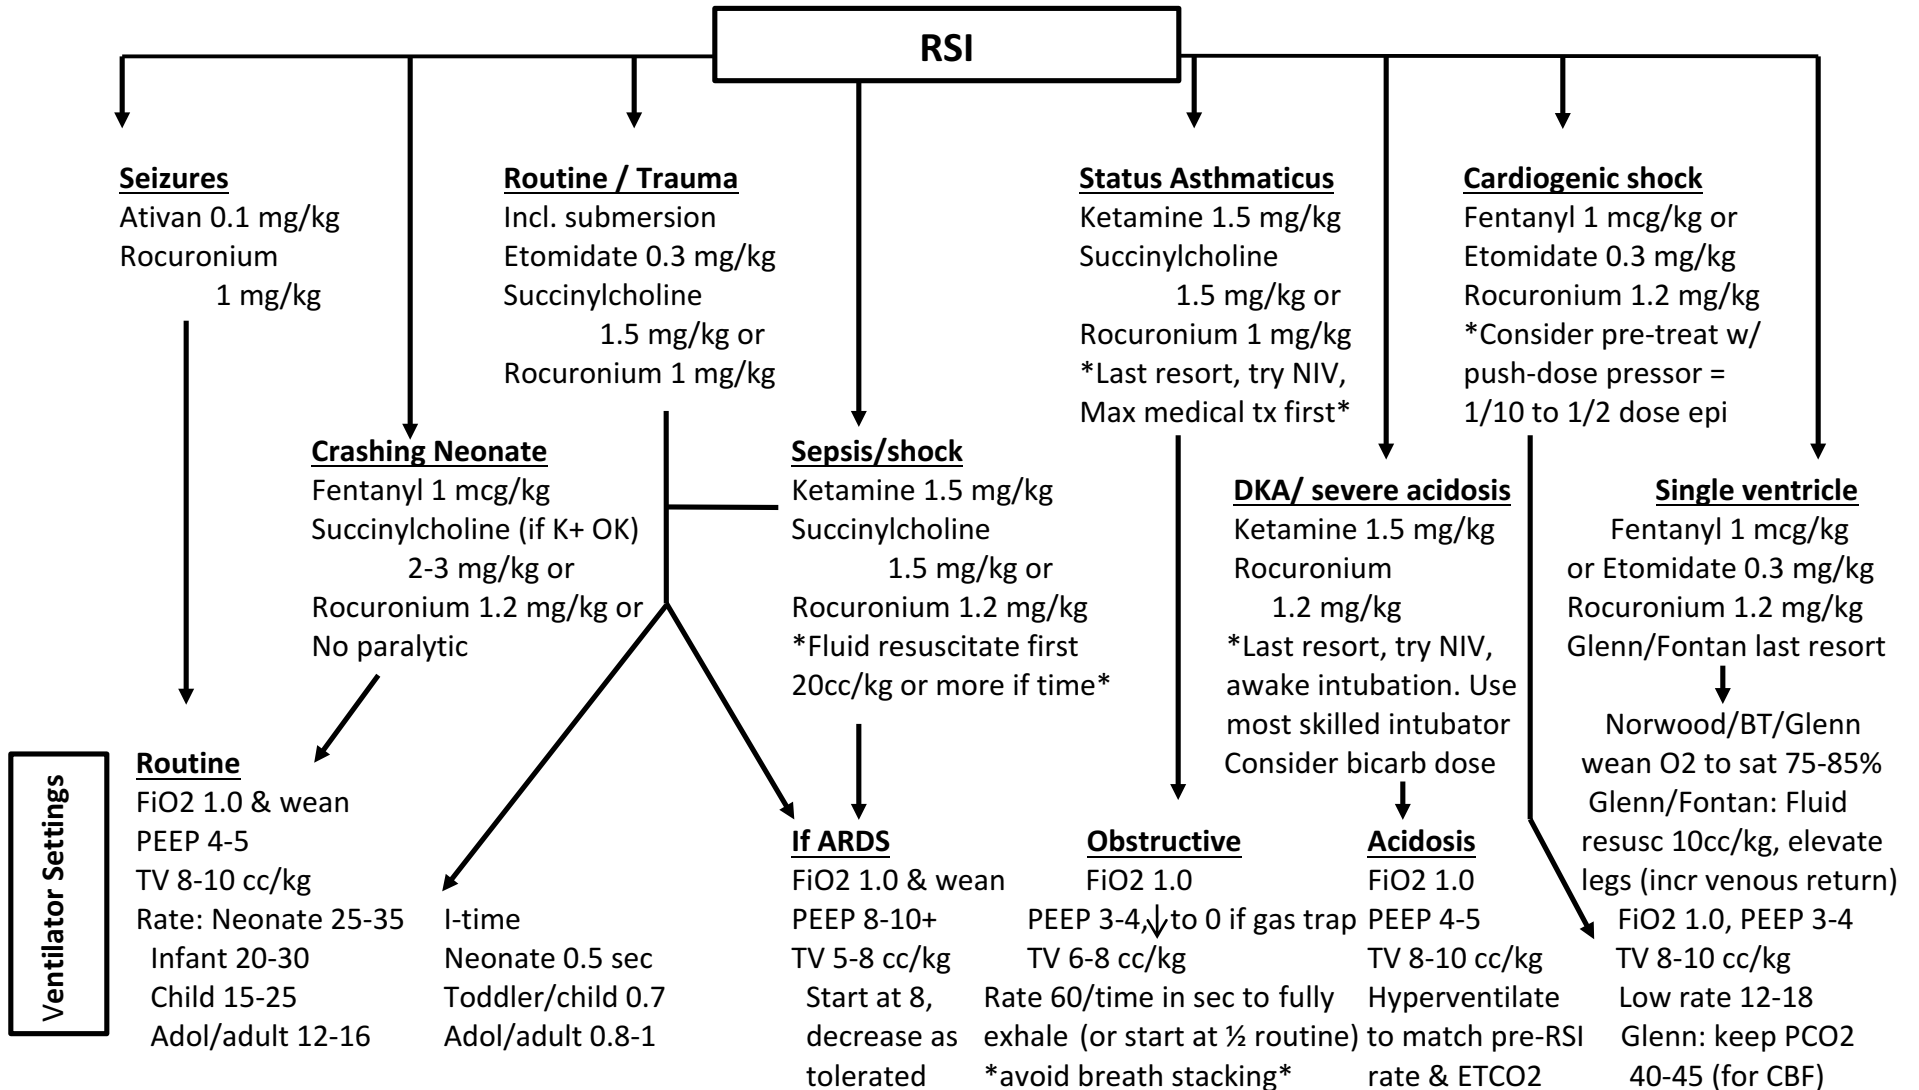 RSI
Seizures
Ativan 0.1 mg/kg
Rocuronium
1 mg/kg
Routine / Trauma
Incl. submersion
Etomidate 0.3 mg/kg
Succinylcholine
1.5 mg/kg or
Rocuronium 1 mg/kg
Status Asthmaticus
Ketamine 1.5 mg/kg
Succinylcholine
1.5 mg/kg or
Rocuronium 1 mg/kg
*Last resort, try NIV,
Max medical tx first*
Cardiogenic shock
Fentanyl 1 mcg/kg or
Etomidate 0.3 mg/kg
Rocuronium 1.2 mg/kg
*Consider pre-treat w/
push-dose pressor =
1/10 to 1/2 dose epi
Crashing Neonate
Fentanyl 1 mcg/kg
Succinylcholine (if K+ OK)
2-3 mg/kg or
Rocuronium 1.2 mg/kg or
No paralytic
Sepsis/shock
Ketamine 1.5 mg/kg
Succinylcholine
1.5 mg/kg or
Rocuronium 1.2 mg/kg
*Fluid resuscitate first
20cc/kg or more if time*
DKA/ severe acidosis
Ketamine 1.5 mg/kg
Rocuronium
1.2 mg/kg
*Last resort, try NIV,
awake intubation. Use
most skilled intubator
Consider bicarb dose
Single ventricle
Fentanyl 1 mcg/kg
or Etomidate 0.3 mg/kg
Rocuronium 1.2 mg/kg
Glenn/Fontan last resort
Norwood/BT/Glenn
wean O2 to sat 75-85%
Glenn/Fontan: Fluid
resusc 10cc/kg, elevate
legs (incr venous return)
FiO2 1.0, PEEP 3-4
TV 8-10 cc/kg
Low rate 12-18
Glenn: keep PCO2
40-45 (for CBF)
Ventilator Settings
Routine
FiO2 1.0 & wean
PEEP 4-5
TV 8-10 cc/kg
Rate: Neonate 25-35
Infant 20-30
Child 15-25
Adol/adult 12-16
I-time
Neonate 0.5 sec
Toddler/child 0.7
Adol/adult 0.8-1
If ARDS
FiO2 1.0 & wean
PEEP 8-10+
TV 5-8 cc/kg
Start at 8,
decrease as
tolerated
Obstructive
FiO2 1.0
PEEP 3-4,↓to 0 if gas trap
TV 6-8 cc/kg
Rate 60/time in sec to fully
exhale (or start at ½ routine)
*avoid breath stacking*
Acidosis
FiO2 1.0
PEEP 4-5
TV 8-10 cc/kg
Hyperventilate
to match pre-RSI
rate & ETCO2